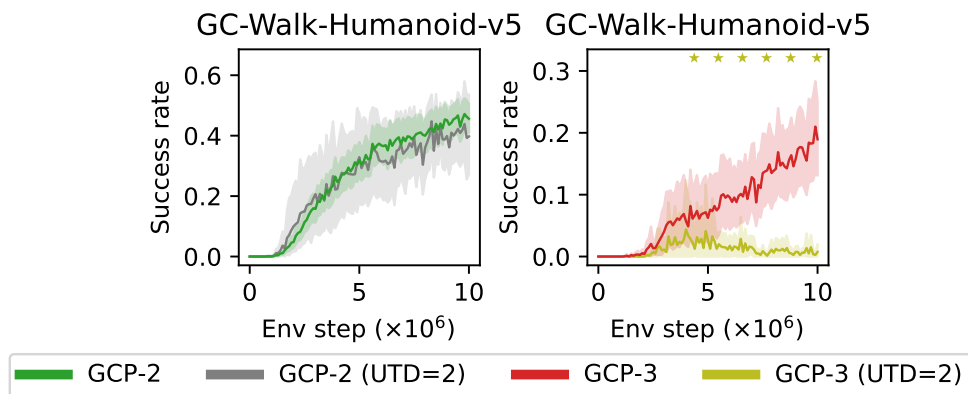 GC-Walk-Humanoid-v5
GC-Walk-Humanoid-v5
Success rate
0.6
0.4
0.2
0.0
0
5
10
Env step (×10⁶)
Success rate
0.3
0.2
0.1
0.0
0
5
10
Env step (×10⁶)
GCP-2
GCP-2 (UTD=2)
GCP-3
GCP-3 (UTD=2)